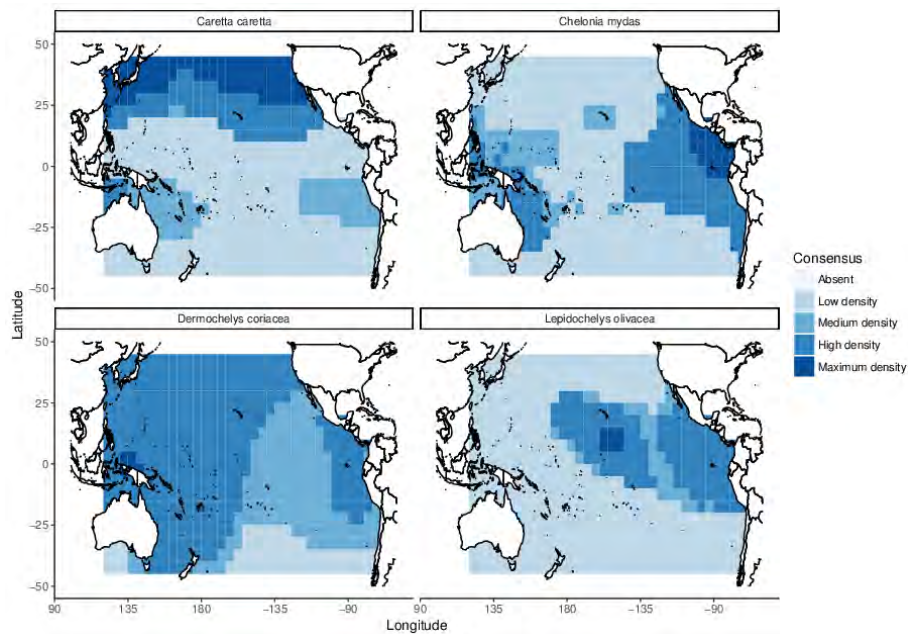 Caretta caretta
Chelonia mydas
50
25
0
−25
−50
Dermochelys coriacea
Lepidochelys olivacea
50
25
0
−25
−50
90
135
180
−135
−90
90
135
180
−135
−90
Latitude
Longitude
Consensus
Absent
Low density
Medium density
High density
Maximum density